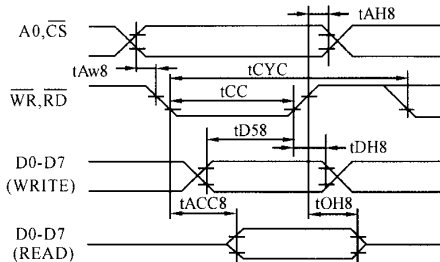 A0,CS
tAH8
tAw8
tCYC
WR,RD
tCC
tD58
tDH8
D0-D7
(WRITE)
tACC8
tOH8
D0-D7
(READ)